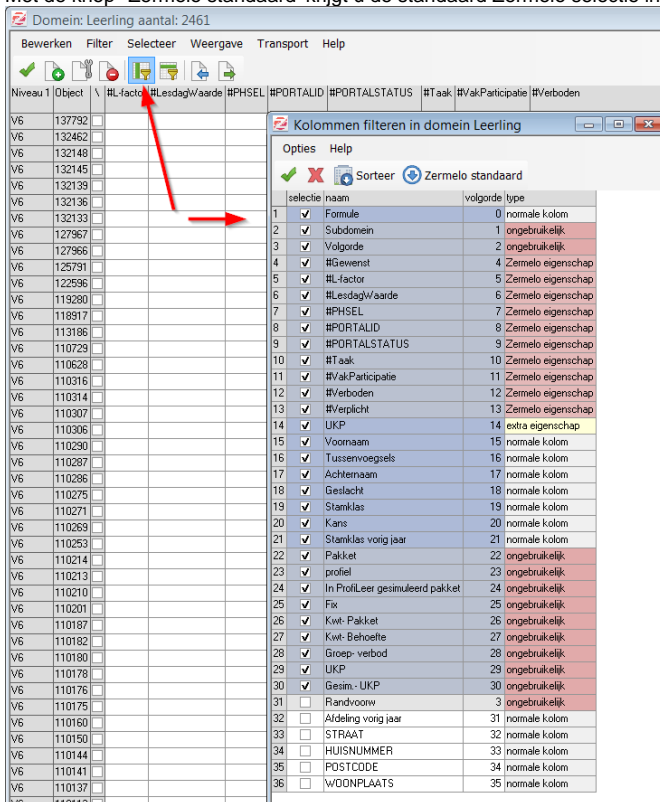 Met de knop "Zermelo standaard" krijgt u de standaard Zermelo selectie in
Domein: Leerling aantal: 2461
Bewerken Filter Selecteer Weergave Transport Help
Niveau 1 Object \ #L-factor #LesdagWaarde #PHSEL #PORTALID #PORTALSTATUS #Taak #VakParticipatie #Verboden
V6 137792
V6 132462
V6 132148
V6 132145
V6 132139
V6 132136
V6 132133
V6 127967
V6 127966
V6 125791
V6 122596
V6 119280
V6 118917
V6 113186
V6 110729
V6 110628
V6 110316
V6 110314
V6 110307
V6 110306
V6 110290
V6 110287
V6 110286
V6 110275
V6 110271
V6 110269
V6 110253
V6 110214
V6 110213
V6 110210
V6 110201
V6 110187
V6 110182
V6 110180
V6 110178
V6 110176
V6 110175
V6 110160
V6 110150
V6 110144
V6 110141
V6 110137
Kolommen filteren in domein Leerling
Opties Help
Sorteer Zermelo standaard
selectie naam volgorde type
1 Formule 0 normale kolom
2 Subdomein 1 ongebruikelijk
3 Volgorde 2 ongebruikelijk
4 #Gewenst 4 Zermelo eigenschap
5 #L-factor 5 Zermelo eigenschap
6 #LesdagWaarde 6 Zermelo eigenschap
7 #PHSEL 7 Zermelo eigenschap
8 #PORTALID 8 Zermelo eigenschap
9 #PORTALSTATUS 9 Zermelo eigenschap
10 #Taak 10 Zermelo eigenschap
11 #VakParticipatie 11 Zermelo eigenschap
12 #Verboden 12 Zermelo eigenschap
13 #Verplicht 13 Zermelo eigenschap
14 UKP 14 extra eigenschap
15 Voornaam 15 normale kolom
16 Tussenvoegsels 16 normale kolom
17 Achternaam 17 normale kolom
18 Geslacht 18 normale kolom
19 Stamklas 19 normale kolom
20 Kans 20 normale kolom
21 Stamklas vorig jaar 21 normale kolom
22 Pakket 22 ongebruikelijk
23 profiel 23 ongebruikelijk
24 In ProfiLeer gesimuleerd pakket 24 ongebruikelijk
25 Fix 25 ongebruikelijk
26 Kwt- Pakket 26 ongebruikelijk
27 Kwt- Behoefte 27 ongebruikelijk
28 Groep- verbod 28 ongebruikelijk
29 UKP 29 ongebruikelijk
30 Gesim.- UKP 30 ongebruikelijk
31 Randvoorw 3 ongebruikelijk
32 Afdeling vorig jaar 31 normale kolom
33 STRAAT 32 normale kolom
34 HUISNUMMER 33 normale kolom
35 POSTCODE 34 normale kolom
36 WOONPLAATS 35 normale kolom